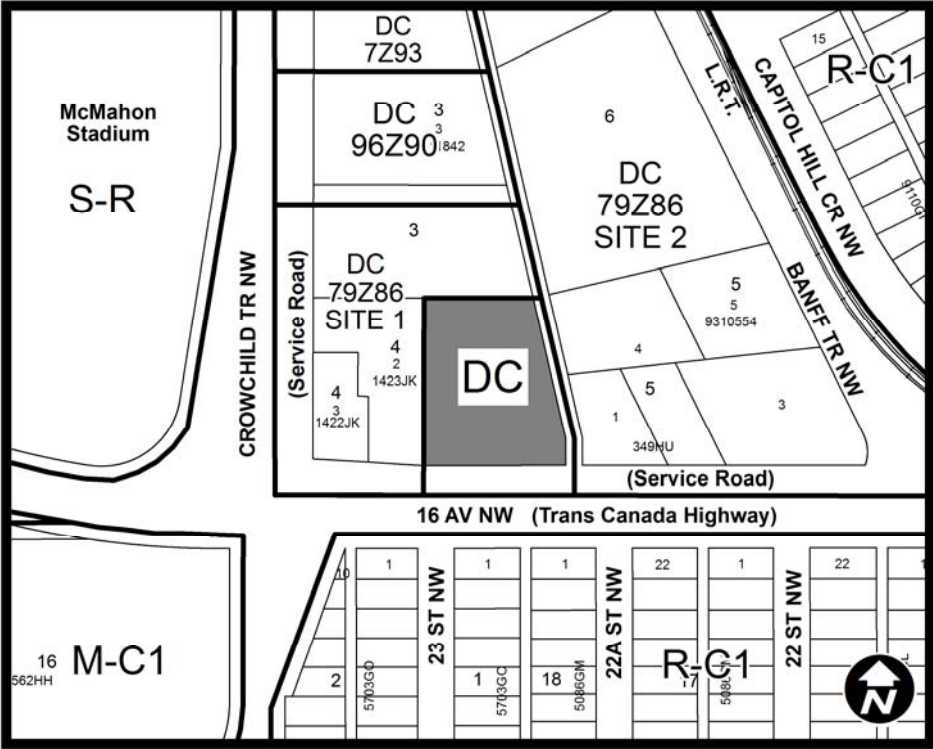 DC
7Z93
15
R-C1
McMahon
Stadium
S-R
DC
96Z90
3
3
1842
6
L.R.T.
CAPITOL HILL CR NW
DC
79Z86
SITE 2
3
CROWCHILD TR NW
(Service Road)
DC
79Z86
SITE 1
5
5
9310554
BANFF TR NW
4
4
2
1423JK
DC
4
3
1422JK
5
1
3
349HU
(Service Road)
16 AV NW (Trans Canada Highway)
10
1
1
1
22
1
22
23 ST NW
22A ST NW
22 ST NW
16
M-C1
562HH
2
5703GO
1
5703GC
18
5086GM
R-C1
17
N